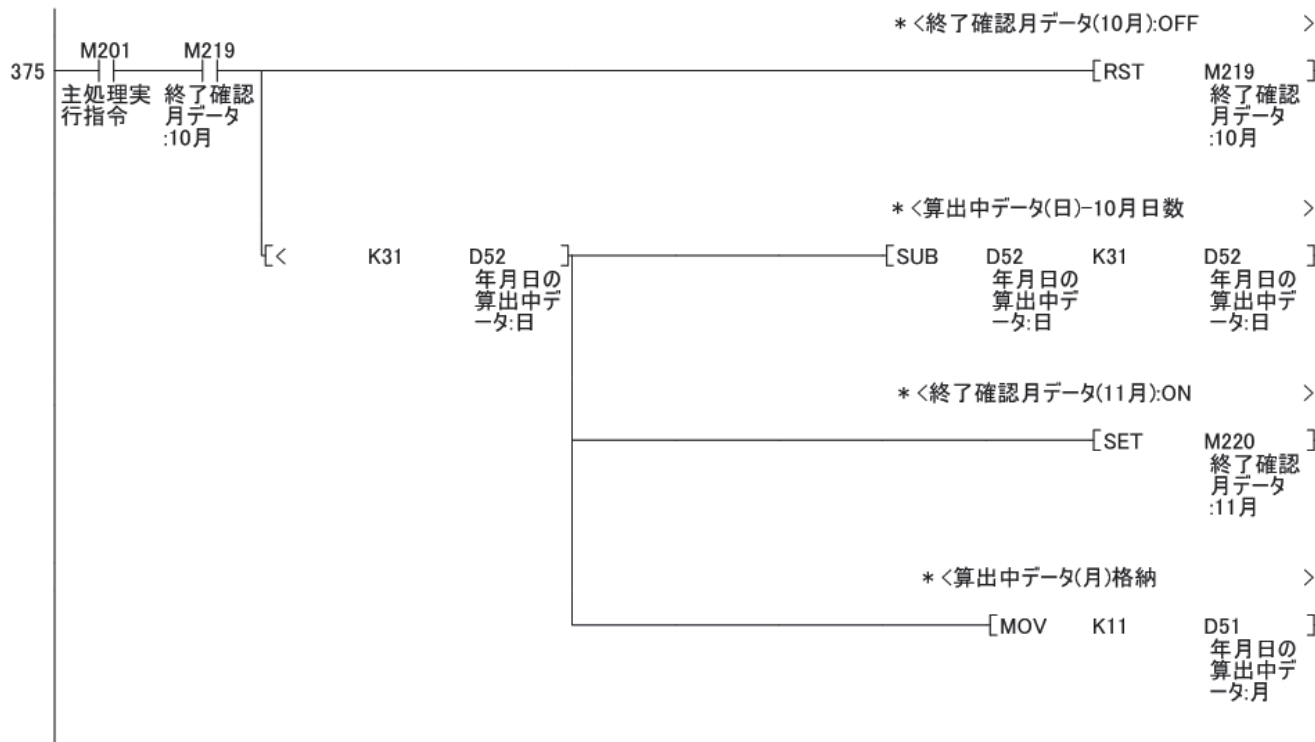 * <終了確認月データ(10月):OFF >
M201 M219
375 [RST M219 ]
主処理実 終了確認 終了確認
行指令 月データ 月データ
:10月 :10月
* <算出中データ(日)-10月日数 >
[< K31 D52 ] [SUB D52 K31 D52 ]
年月日の 年月日の 年月日の
算出中デ 算出中デ 算出中デ
ータ:日 ータ:日 ータ:日
* <終了確認月データ(11月):ON >
[SET M220 ]
終了確認
月データ
:11月
* <算出中データ(月)格納 >
[MOV K11 D51 ]
年月日の
算出中デ
ータ:月